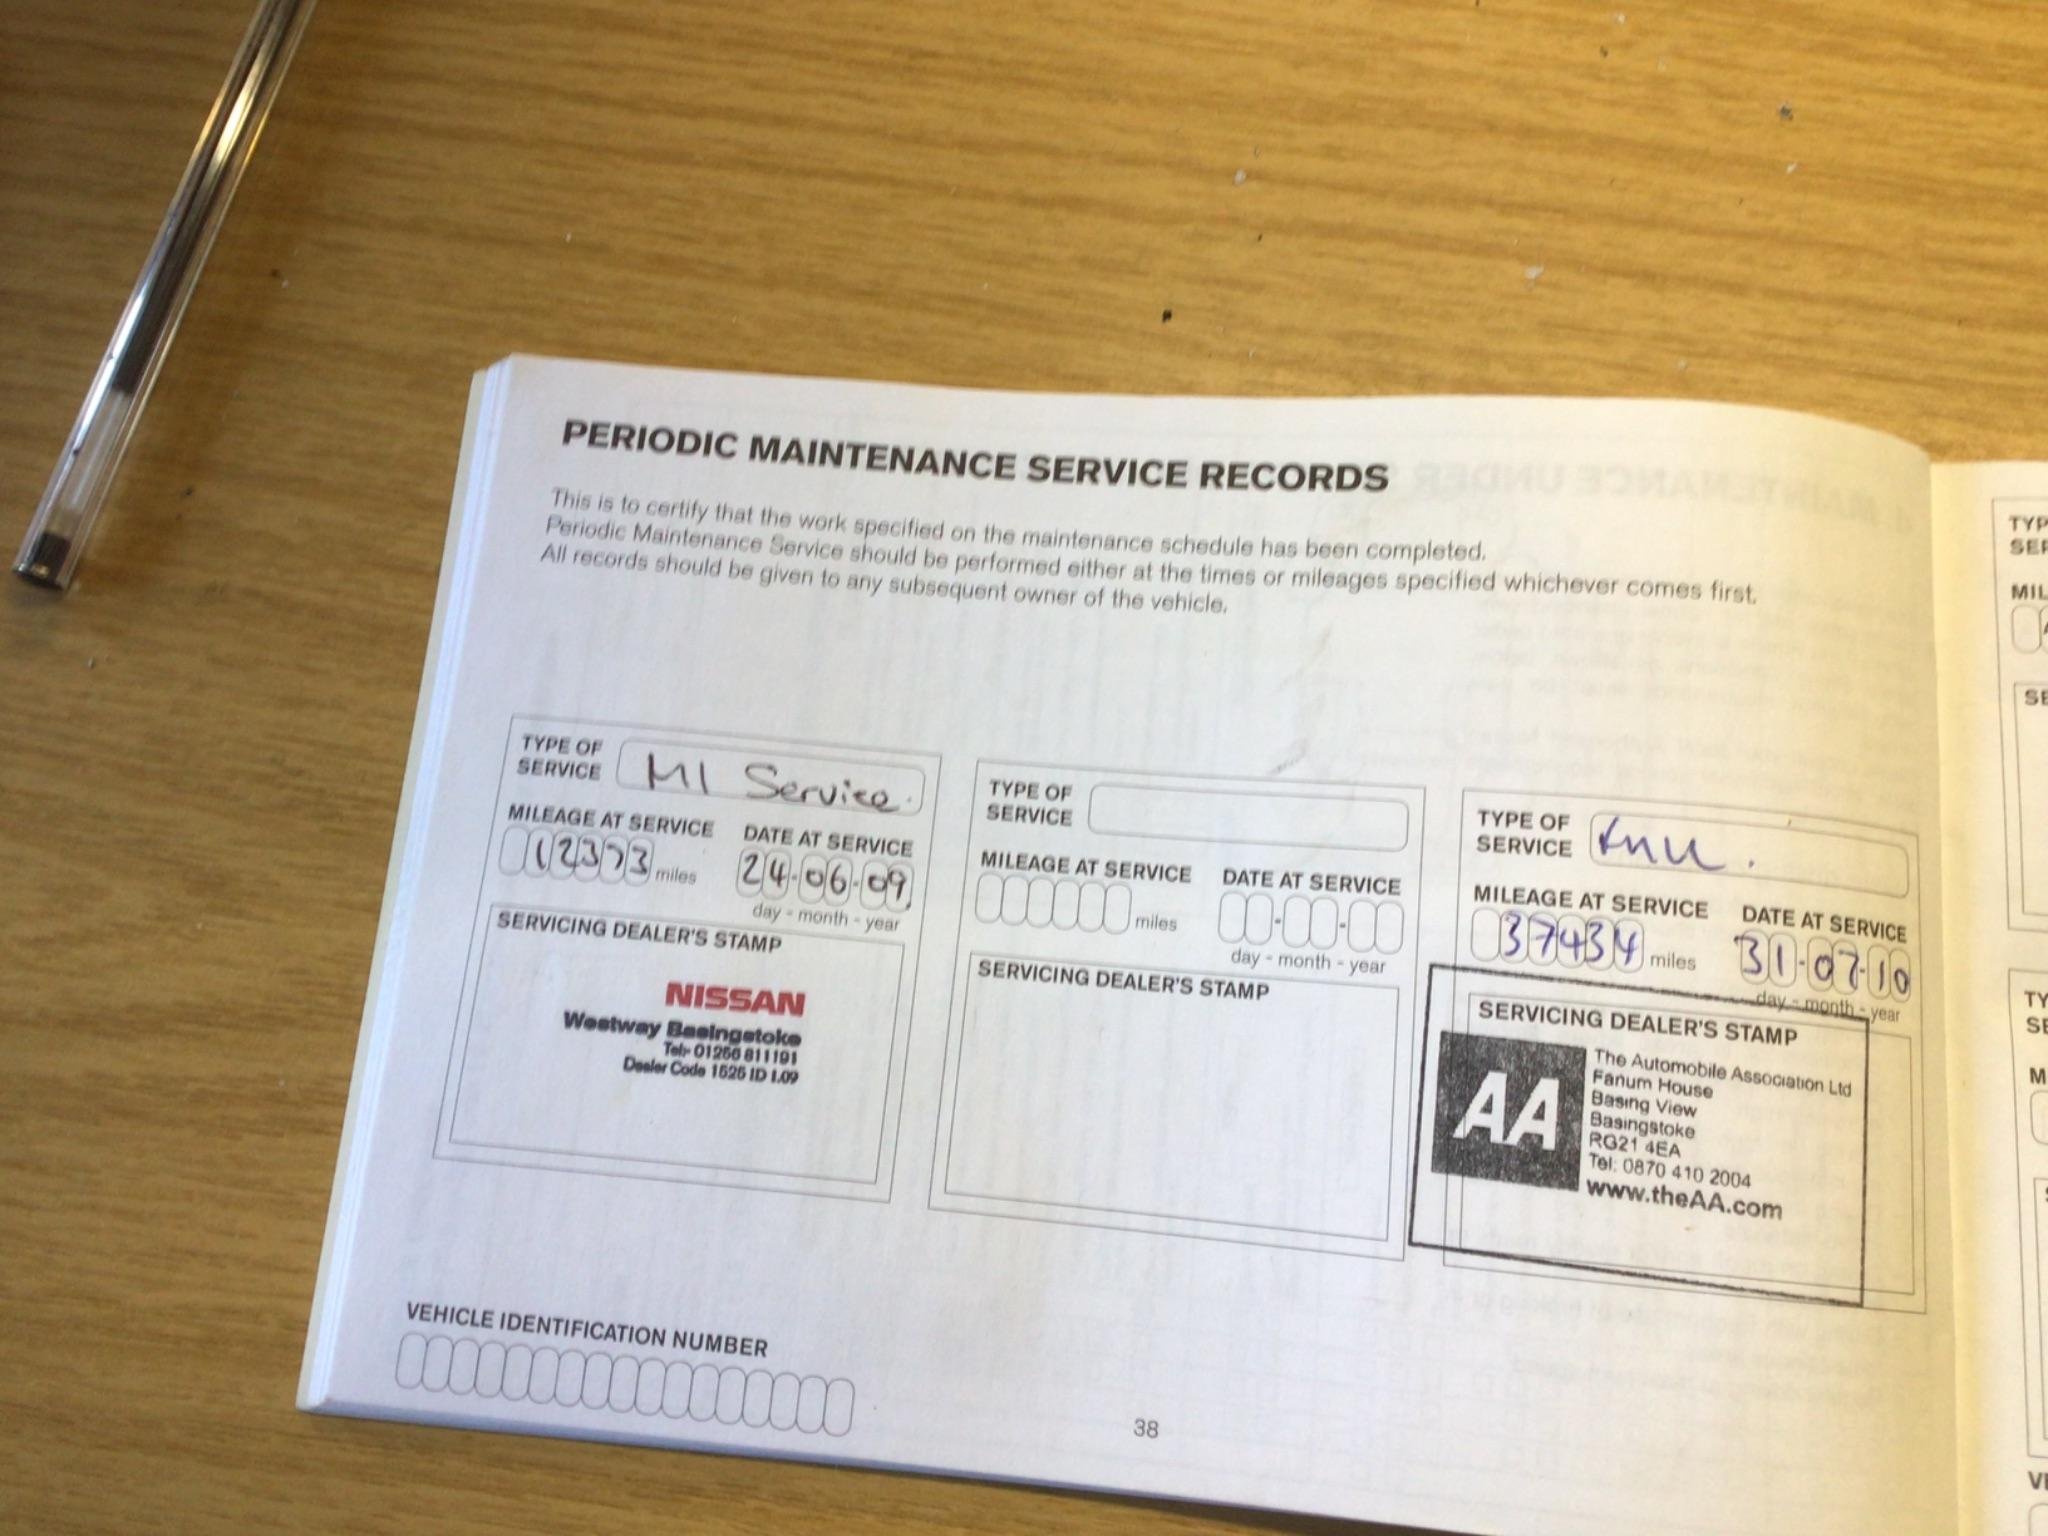 PERIODIC MAINTENANCE SERVICE RECORDS
This is to certify that the work specified on the maintenance schedule has been completed.
Periodic Maintenance Service should be performed either at the times or mileages specified whichever comes first.
All records should be given to any subsequent owner of the vehicle.
TYPE OF
SERVICE
M1 Service.
MILEAGE AT SERVICE
12373 miles
DATE AT SERVICE
24-06-09
day - month - year
SERVICING DEALER'S STAMP
NISSAN
Westway Basingstoke
Tel:- 01256 811191
Dealer Code 1525 ID 1.09
TYPE OF
SERVICE
MILEAGE AT SERVICE
miles
DATE AT SERVICE
day - month - year
SERVICING DEALER'S STAMP
TYPE OF
SERVICE
MILEAGE AT SERVICE
37434 miles
DATE AT SERVICE
31-07-10
day - month - year
SERVICING DEALER'S STAMP
AA
The Automobile Association Ltd
Fanum House
Basing View
Basingstoke
RG21 4EA
Tel: 0870 410 2004
www.theAA.com
VEHICLE IDENTIFICATION NUMBER
38